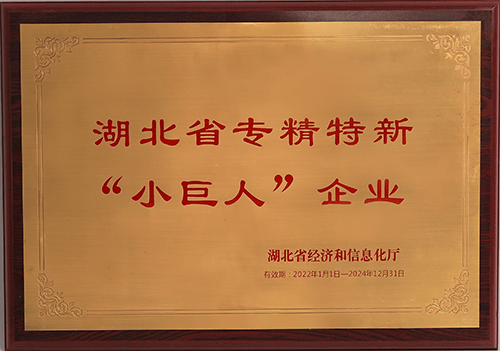 湖北省专精特新
“小巨人”企业
湖北省经济和信息化厅
有效期：2022年1月1日—2024年12月31日